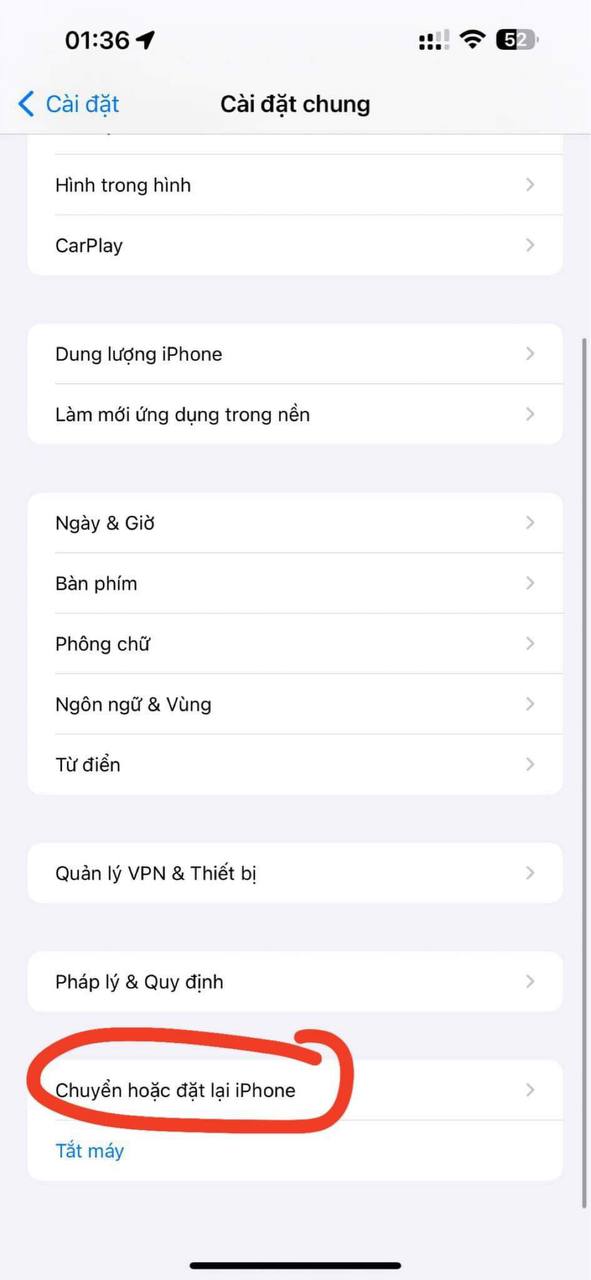 01:36
52
Cài đặt
Cài đặt chung
Hình trong hình
CarPlay
Dung lượng iPhone
Làm mới ứng dụng trong nền
Ngày & Giờ
Bàn phím
Phông chữ
Ngôn ngữ & Vùng
Từ điển
Quản lý VPN & Thiết bị
Pháp lý & Quy định
Chuyển hoặc đặt lại iPhone
Tắt máy